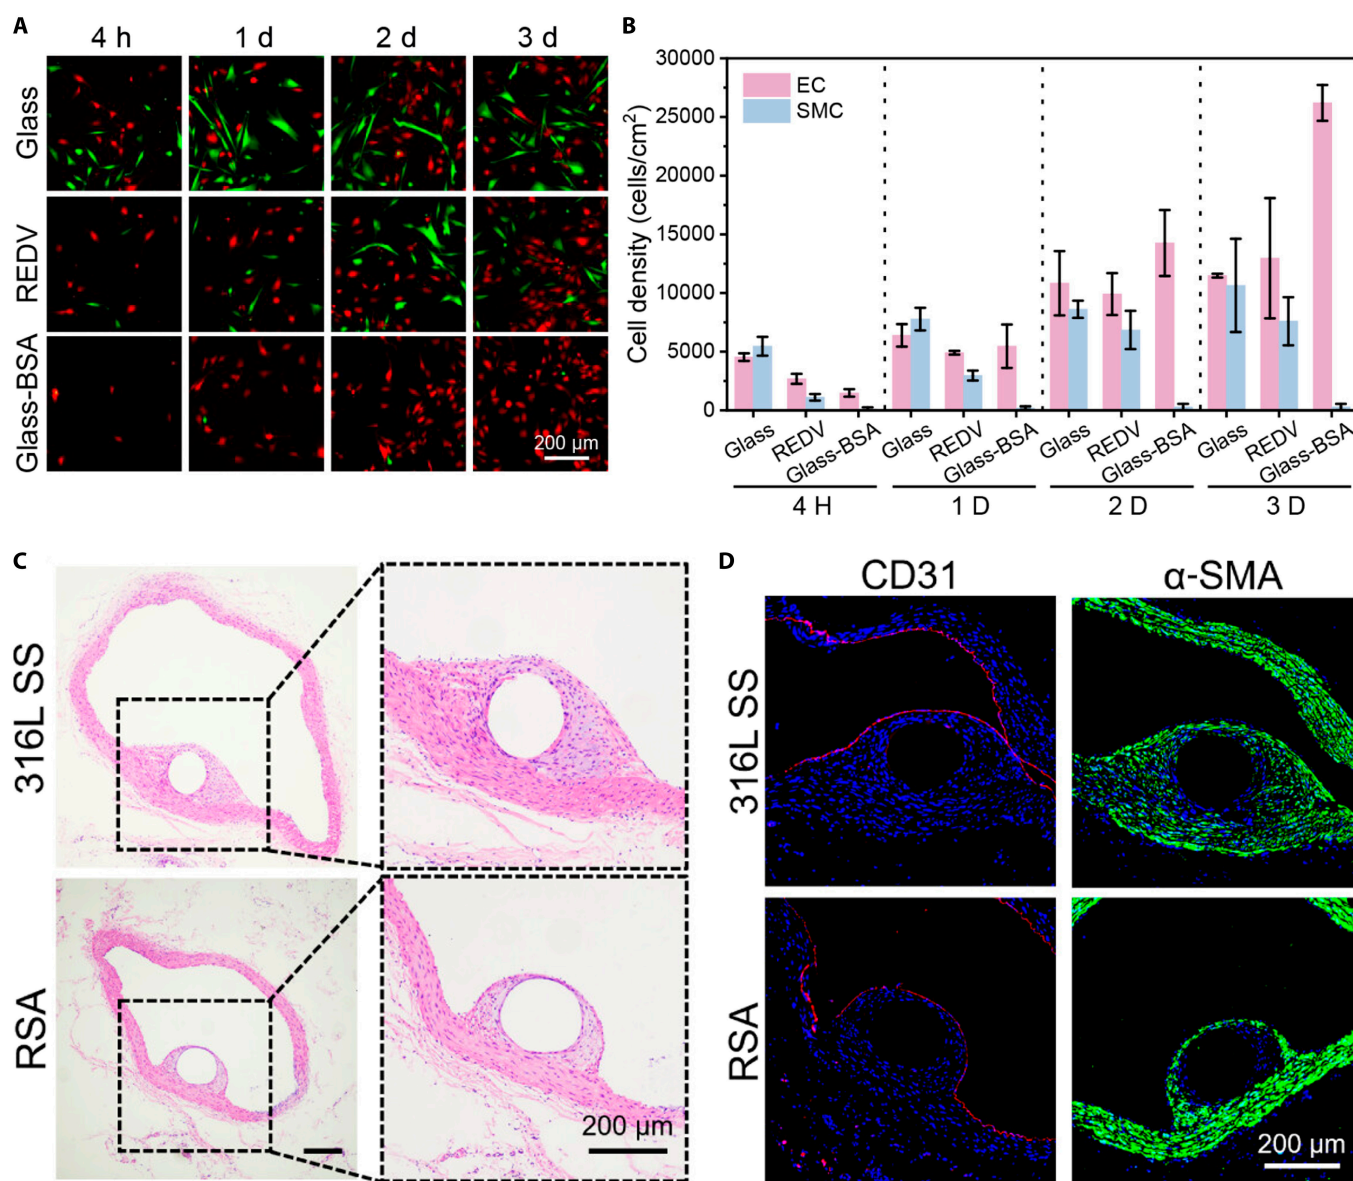 A
4 h
1 d
2 d
3 d
Glass
REDV
Glass-BSA
200 μm
B
Cell density (cells/cm²)
30000
25000
20000
15000
10000
5000
0
EC
SMC
Glass
REDV
Glass-BSA
Glass
REDV
Glass-BSA
Glass
REDV
Glass-BSA
Glass
REDV
Glass-BSA
4 H
1 D
2 D
3 D
C
316L SS
RSA
200 μm
D
CD31
α-SMA
316L SS
RSA
200 μm